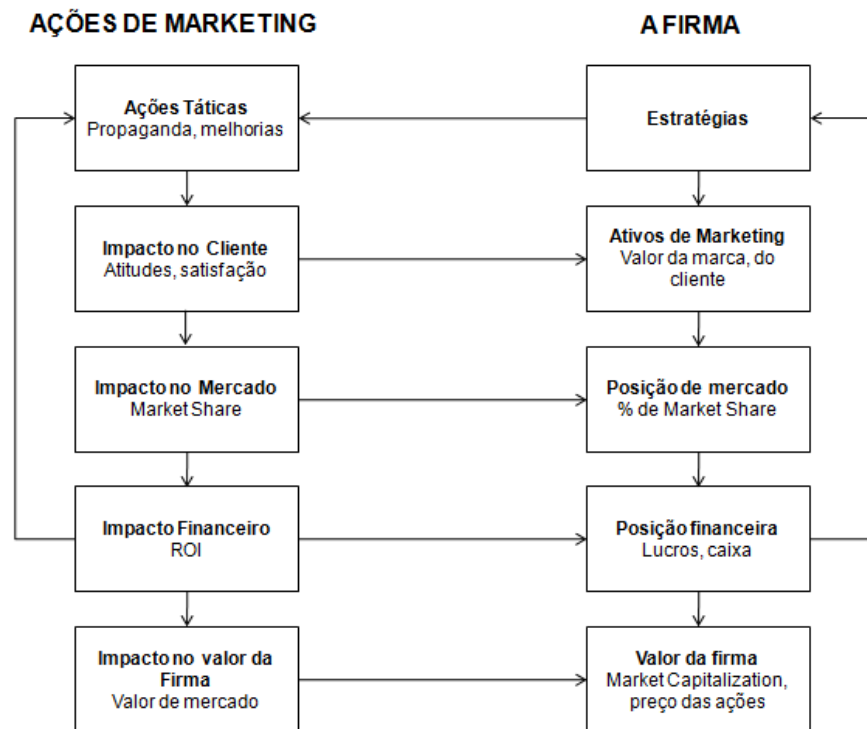 AÇÕES DE MARKETING
A FIRMA
Ações Táticas
Propaganda, melhorias
Estratégias
Impacto no Cliente
Atitudes, satisfação
Ativos de Marketing
Valor da marca, do
cliente
Impacto no Mercado
Market Share
Posição de mercado
% de Market Share
Impacto Financeiro
ROI
Posição financeira
Lucros, caixa
Impacto no valor da
Firma
Valor de mercado
Valor da firma
Market Capitalization,
preço das ações